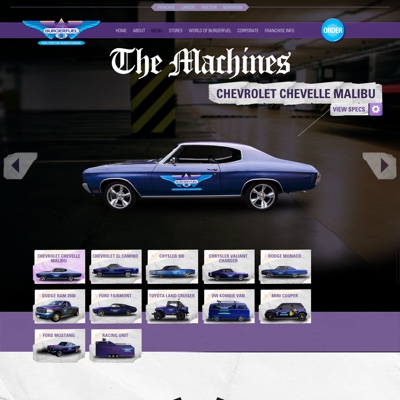 BURGERFUEL
HOME ABOUT MENU STORES WORLD OF BURGERFUEL CORPORATE FRANCHISE INFO
ORDER
The Machines
CHEVROLET CHEVELLE MALIBU
VIEW SPECS
CHEVROLET CHEVELLE
MALIBU
CHEVROLET EL CAMINO
CHRYSLER 300
CHRYSLER VALIANT
CHARGER
DODGE MONACO
DODGE RAM 3500
FORD FAIRMONT
TOYOTA LAND CRUISER
VW KOMBIE VAN
MINI COOPER
FORD MUSTANG
RACING UNIT